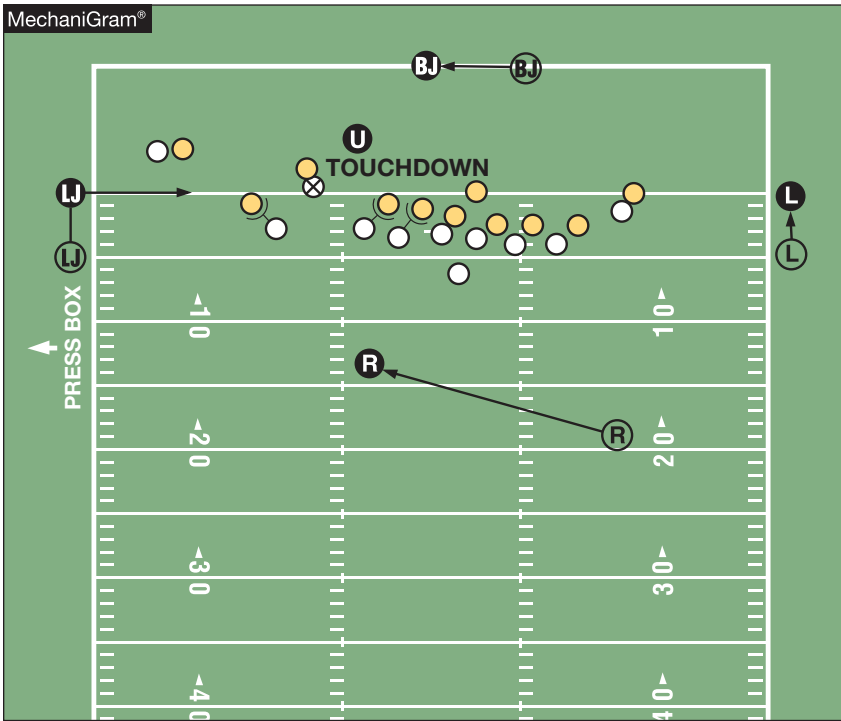 MechaniGram®
BJ
BJ
U
TOUCHDOWN
LJ
L
LJ
L
PRESS BOX
10
10
R
R
20
20
30
30
40
40